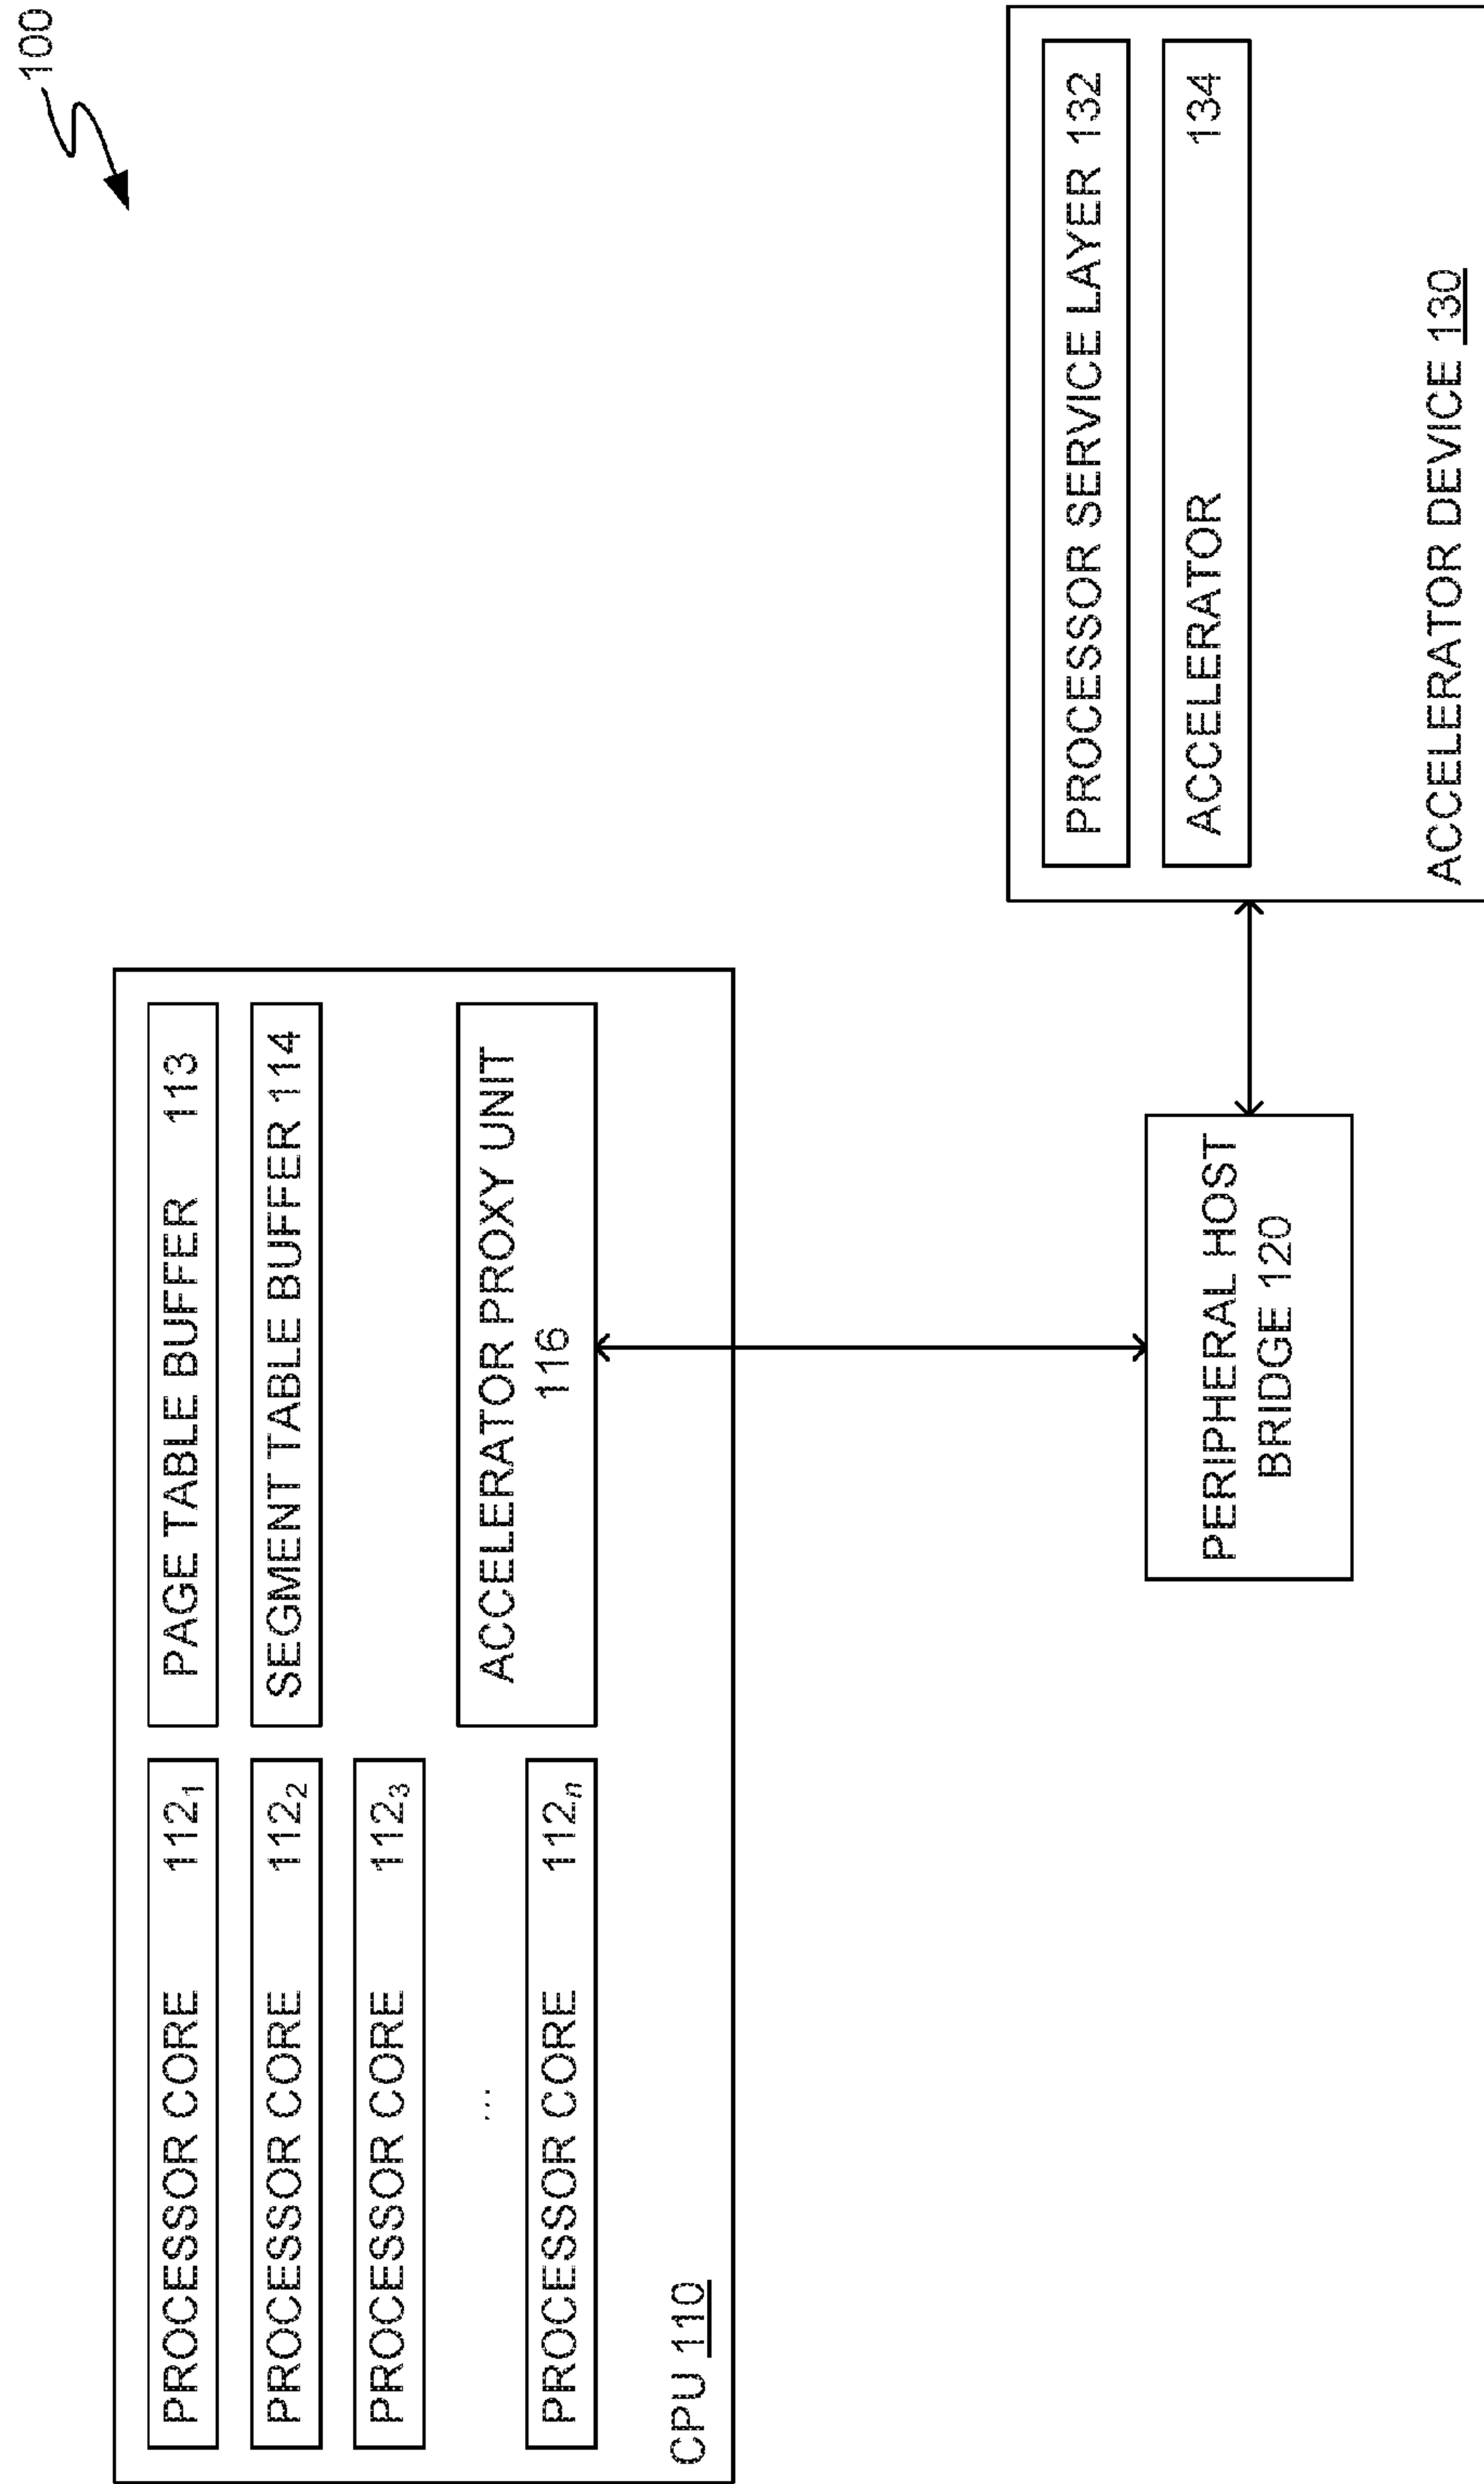 100
PROCESSOR CORE 112₁
PROCESSOR CORE 112₂
PROCESSOR CORE 112₃
...
PROCESSOR CORE 112ₙ
CPU 110
PAGE TABLE BUFFER 113
SEGMENT TABLE BUFFER 114
ACCELERATOR PROXY UNIT
116
PERIPHERAL HOST
BRIDGE 120
PROCESSOR SERVICE LAYER 132
ACCELERATOR 134
ACCELERATOR DEVICE 130